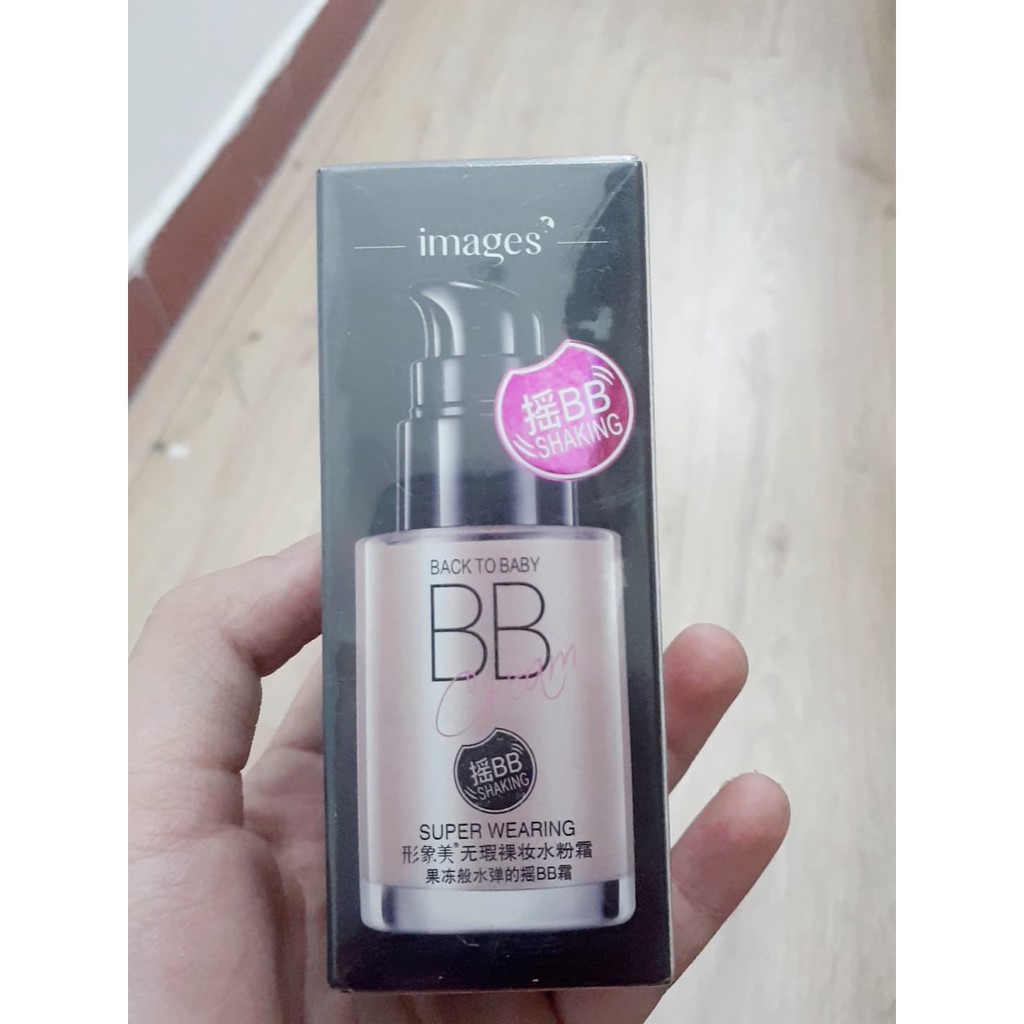 images
摇BB
SHAKING
BACK TO BABY
BB
Cream
摇BB
SHAKING
SUPER WEARING
形象美®无瑕裸妆水粉霜
果冻般水弹的摇BB霜